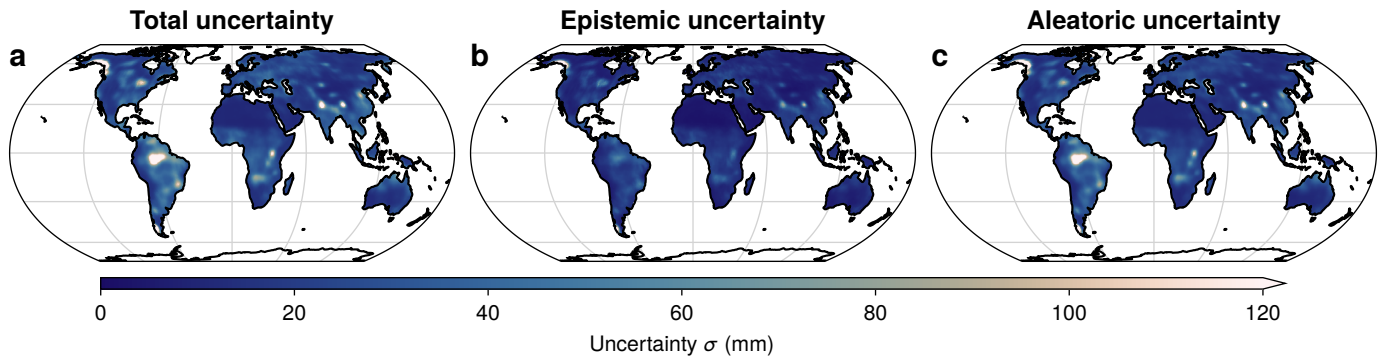 Total uncertainty
Epistemic uncertainty
Aleatoric uncertainty
a
b
c
0 20 40 60 80 100 120
Uncertainty σ (mm)